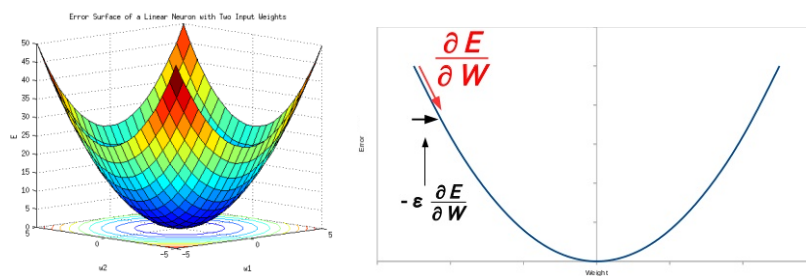 Error Surface of a Linear Neuron with Two Input Weights
50
45
40
35
30
25
20
15
10
5
0
E
5
0
-5
-5
0
5
w2
w1
∂E
∂W
Error
-ε ∂E
∂W
Weight